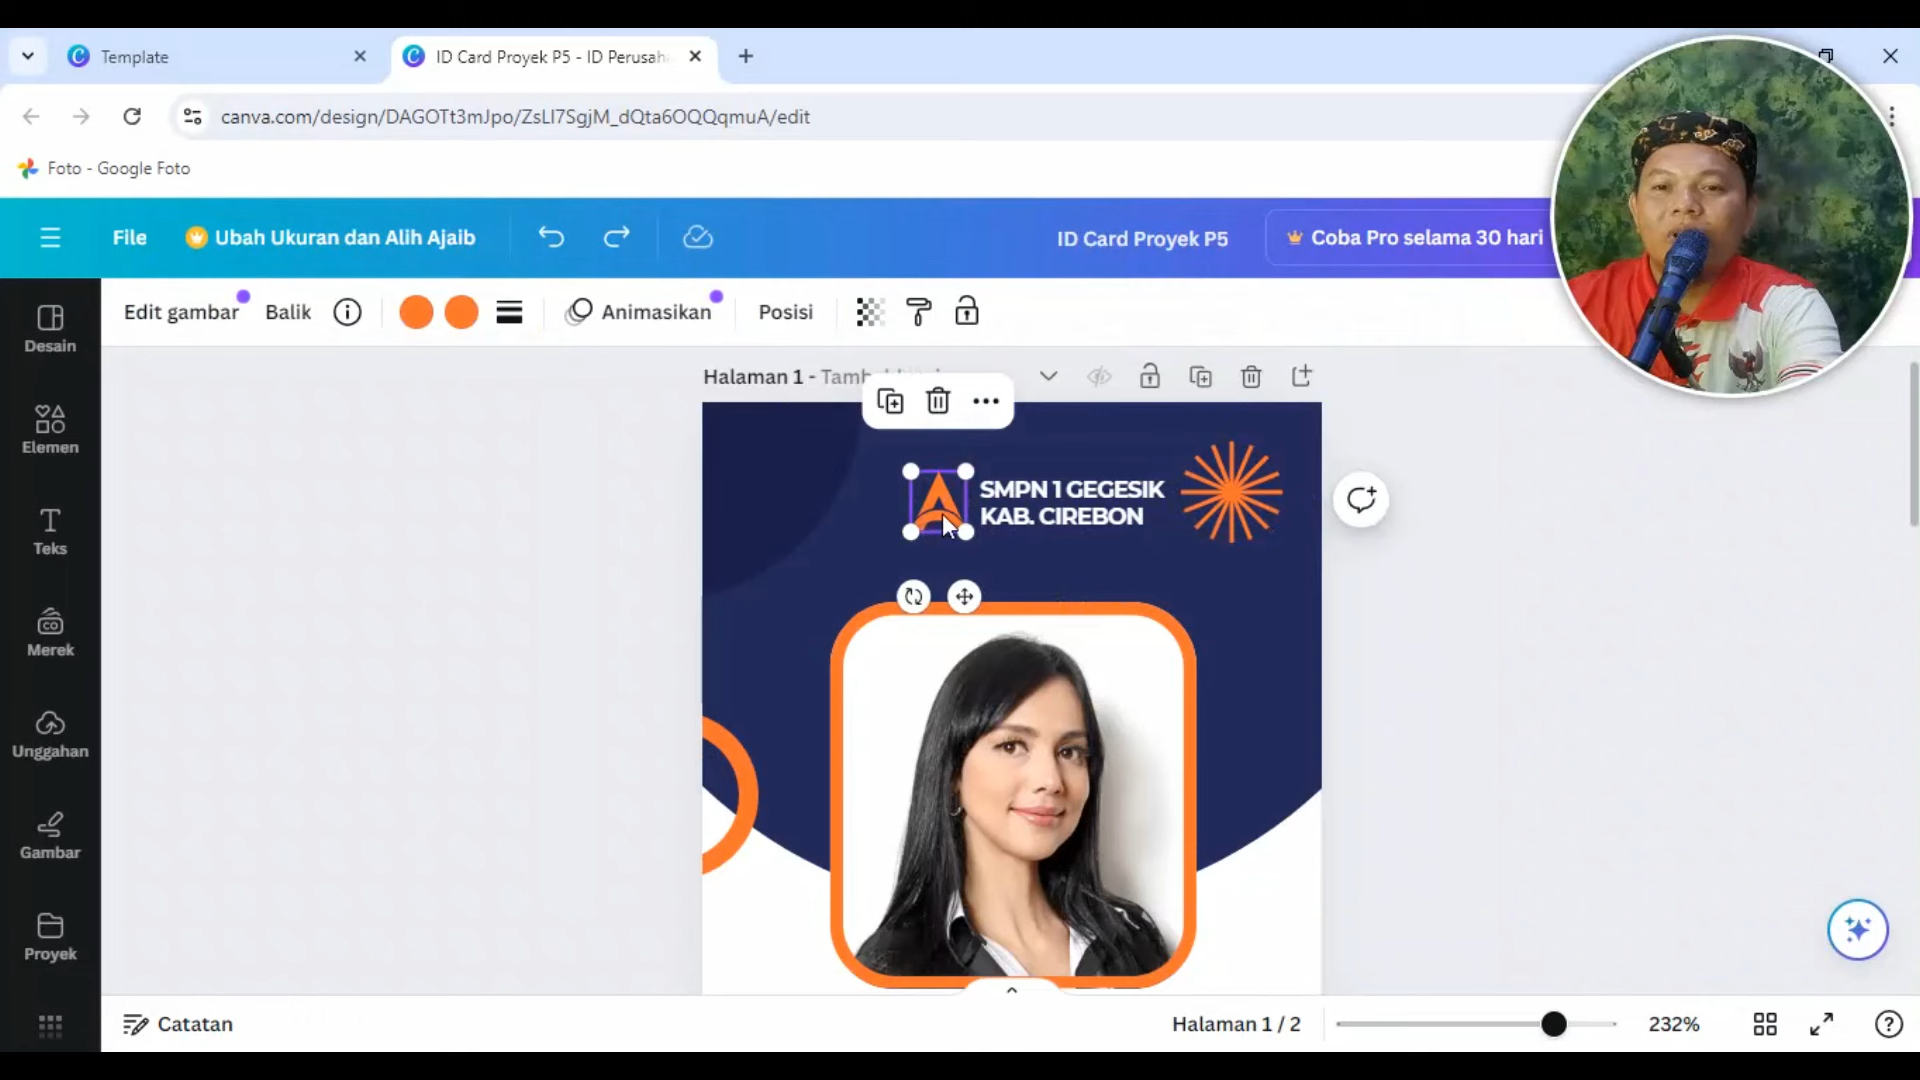 Template
ID Card Proyek P5 - ID Perusah
canva.com/design/DAGOTt3mJpo/ZsLI7SgjM_dQta6OQQqmuA/edit
Foto - Google Foto
File
Ubah Ukuran dan Alih Ajaib
ID Card Proyek P5
Coba Pro selama 30 hari
Edit gambar
Balik
Animasikan
Posisi
Desain
Elemen
Teks
CO
Merek
Unggahan
Gambar
Proyek
Halaman 1 -
SMPN 1 GEGESIK
KAB. CIREBON
Catatan
Halaman 1 / 2
232%